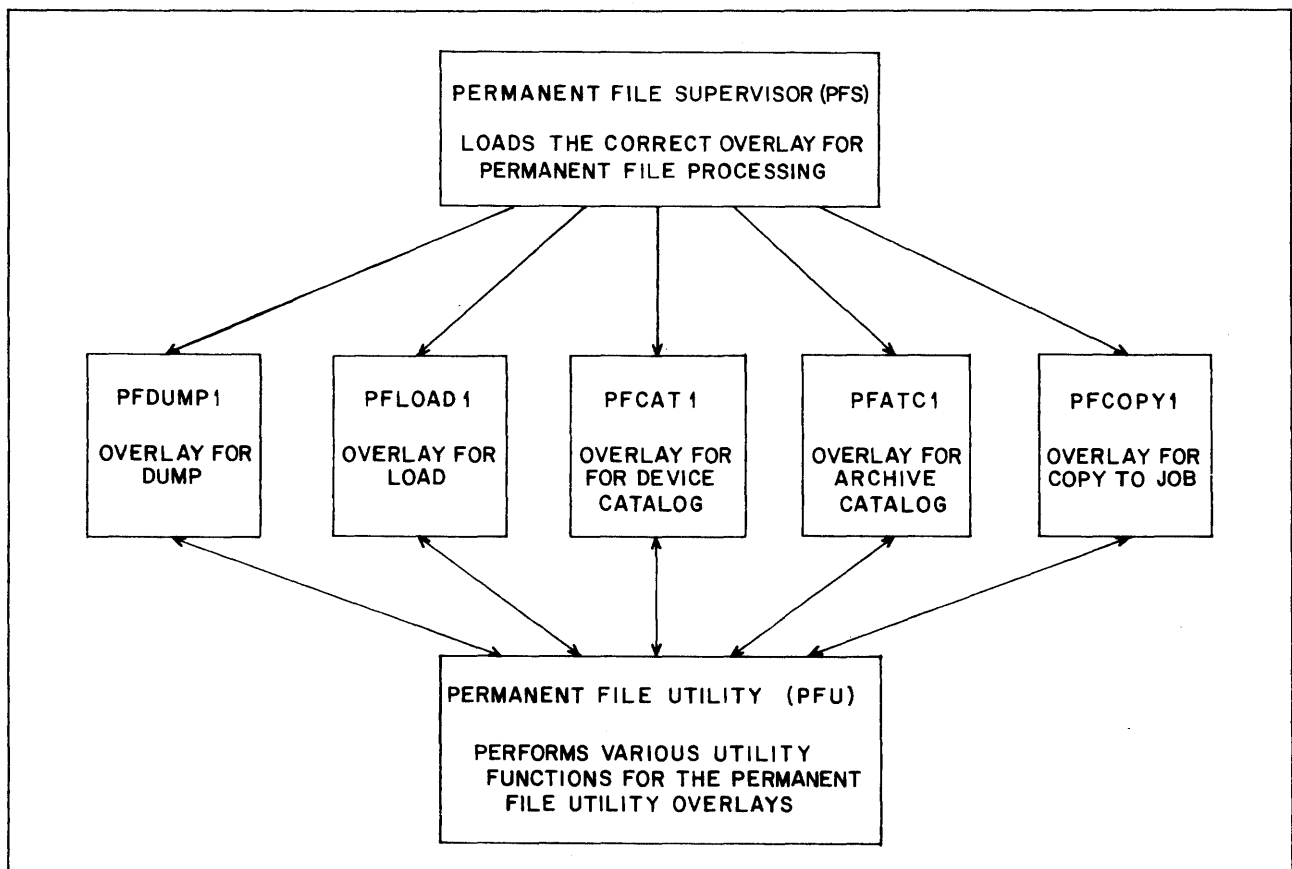 PERMANENT FILE SUPERVISOR (PFS)
LOADS THE CORRECT OVERLAY FOR
PERMANENT FILE PROCESSING
PFDUMP1
OVERLAY FOR
DUMP
PFLOAD1
OVERLAY FOR
LOAD
PFCAT1
OVERLAY FOR
FOR DEVICE
CATALOG
PFATC1
OVERLAY FOR
ARCHIVE
CATALOG
PFCOPY1
OVERLAY FOR
COPY TO JOB
PERMANENT FILE UTILITY (PFU)
PERFORMS VARIOUS UTILITY
FUNCTIONS FOR THE PERMANENT
FILE UTILITY OVERLAYS